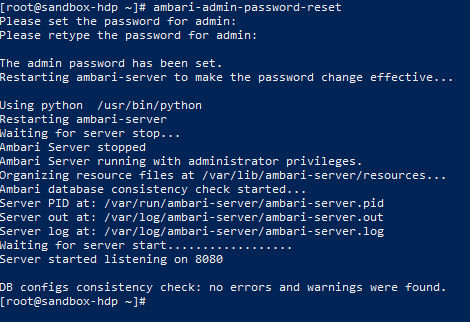 [root@sandbox-hdp ~]# ambari-admin-password-reset
Please set the password for admin:
Please retype the password for admin:
The admin password has been set.
Restarting ambari-server to make the password change effective...
Using python  /usr/bin/python
Restarting ambari-server
Waiting for server stop...
Ambari Server stopped
Ambari Server running with administrator privileges.
Organizing resource files at /var/lib/ambari-server/resources...
Ambari database consistency check started...
Server PID at: /var/run/ambari-server/ambari-server.pid
Server out at: /var/log/ambari-server/ambari-server.out
Server log at: /var/log/ambari-server/ambari-server.log
Waiting for server start..................
Server started listening on 8080
DB configs consistency check: no errors and warnings were found.
[root@sandbox-hdp ~]#